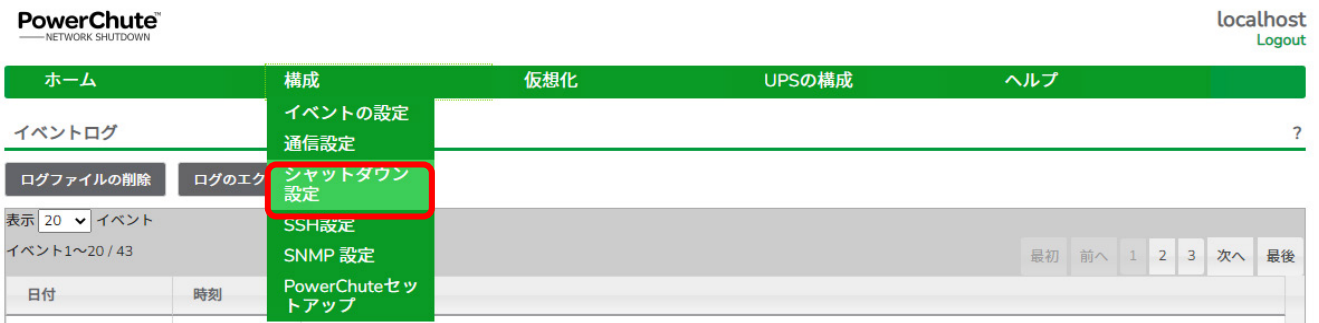 PowerChute™
NETWORK SHUTDOWN
localhost
Logout
ホーム
構成
仮想化
UPSの構成
ヘルプ
イベントの設定
通信設定
シャットダウン
設定
SSH設定
SNMP 設定
PowerChuteセッ
トアップ
イベントログ
?
ログファイルの削除
ログのエク
表示 20 イベント
イベント1～20 / 43
最初 前へ 1 2 3 次へ 最後
日付 時刻